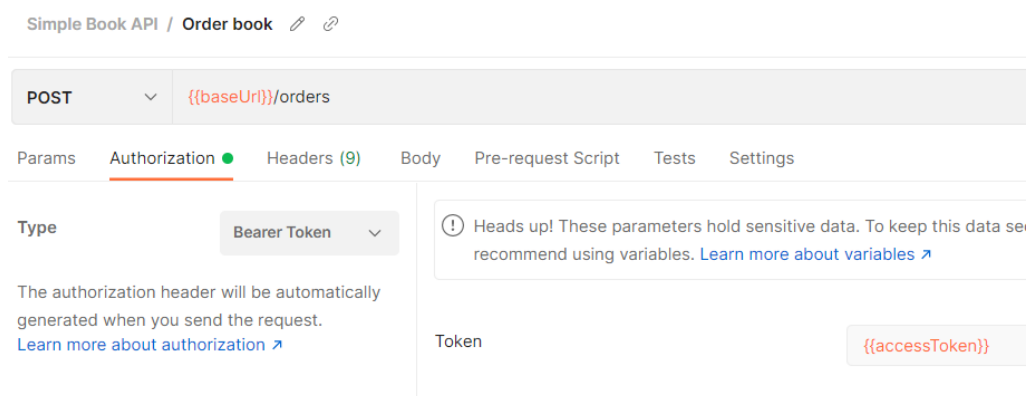 Simple Book API / Order book
POST {{baseUrl}}/orders
Params Authorization Headers (9) Body Pre-request Script Tests Settings
Type Bearer Token
Heads up! These parameters hold sensitive data. To keep this data
recommend using variables. Learn more about variables ↗
The authorization header will be automatically
generated when you send the request.
Learn more about authorization ↗
Token {{accessToken}}